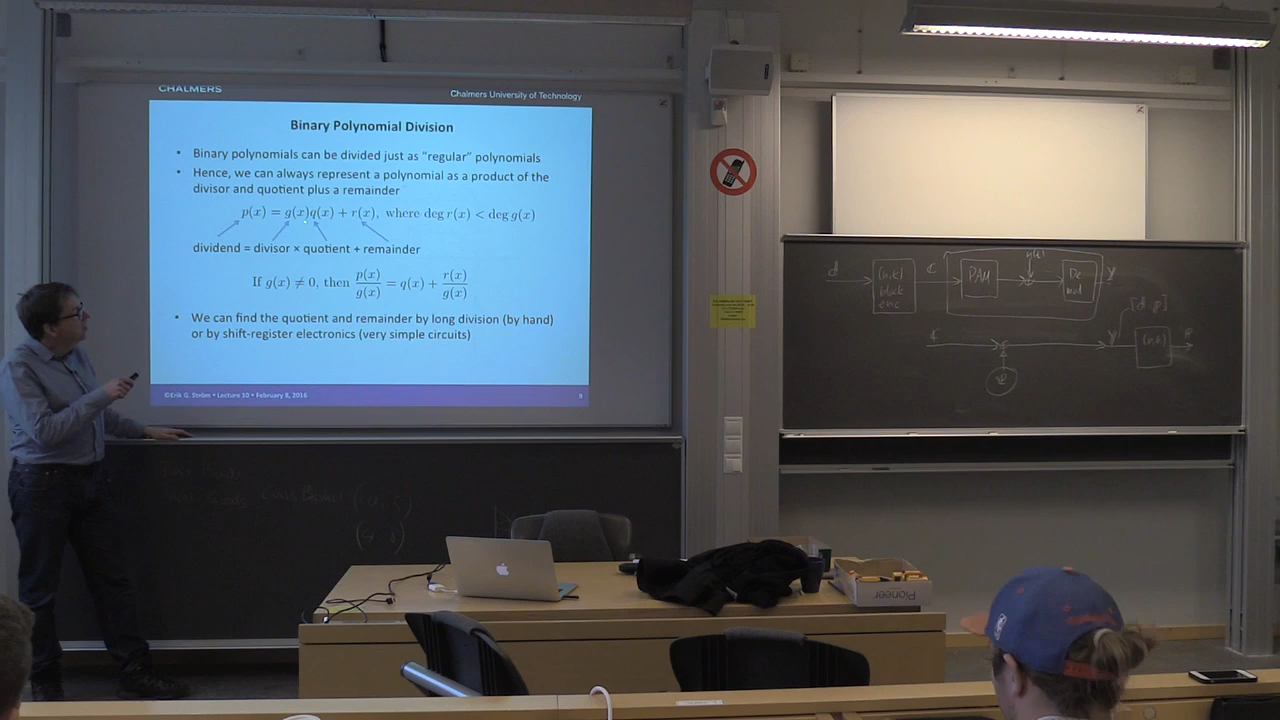 CHALMERS
Chalmers University of Technology
Binary Polynomial Division
• Binary polynomials can be divided just as “regular” polynomials
• Hence, we can always represent a polynomial as a product of the
divisor and quotient plus a remainder
p(x) = g(x)q(x) + r(x), where deg r(x) < deg g(x)
dividend = divisor × quotient + remainder
If g(x) ≠ 0, then p(x)/g(x) = q(x) + r(x)/g(x)
• We can find the quotient and remainder by long division (by hand)
or by shift-register electronics (very simple circuits)
©Erik G. Ström • Lecture 10 • February 8, 2016
9
d
(n,k)
block
enc
C
PAM
n(t)
De
mod
y
[d p]
(n,k)
Pioneer